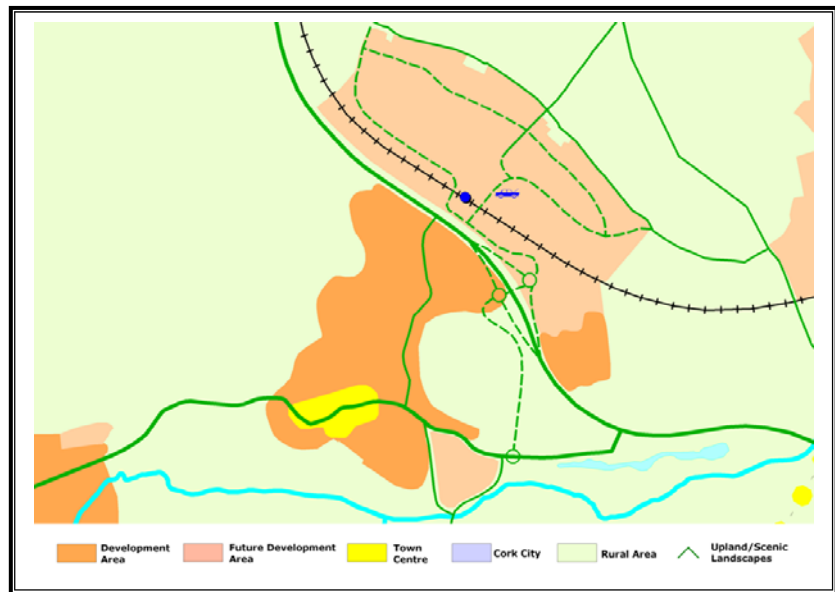 Development
Area
Future Development
Area
Town
Centre
Cork City
Rural Area
Upland/Scenic
Landscapes